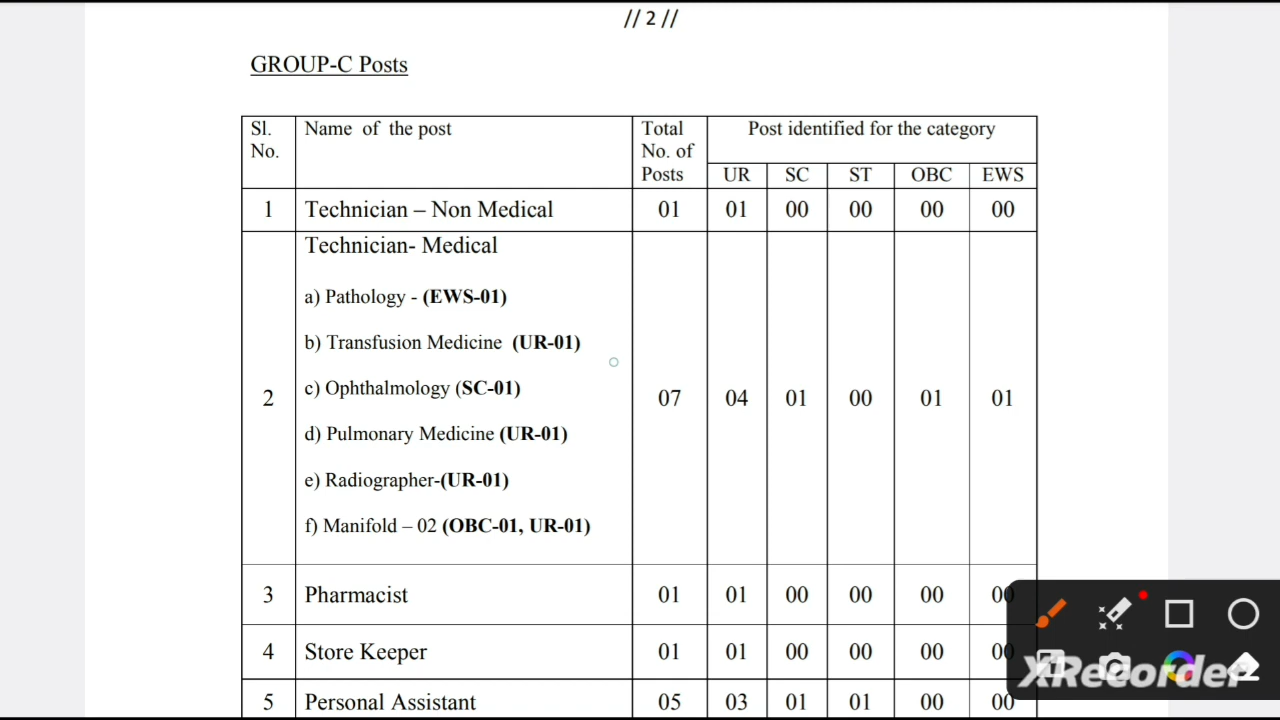 // 2 //
GROUP-C Posts
Sl. No. Name of the post Total No. of Posts Post identified for the category
UR SC ST OBC EWS
1 Technician – Non Medical 01 01 00 00 00 00
2 Technician- Medical 07 04 01 00 01 01
a) Pathology - (EWS-01)
b) Transfusion Medicine (UR-01)
c) Ophthalmology (SC-01)
d) Pulmonary Medicine (UR-01)
e) Radiographer-(UR-01)
f) Manifold – 02 (OBC-01, UR-01)
3 Pharmacist 01 01 00 00 00 00
4 Store Keeper 01 01 00 00 00 00
5 Personal Assistant 05 03 01 01 00 00
XRecorder